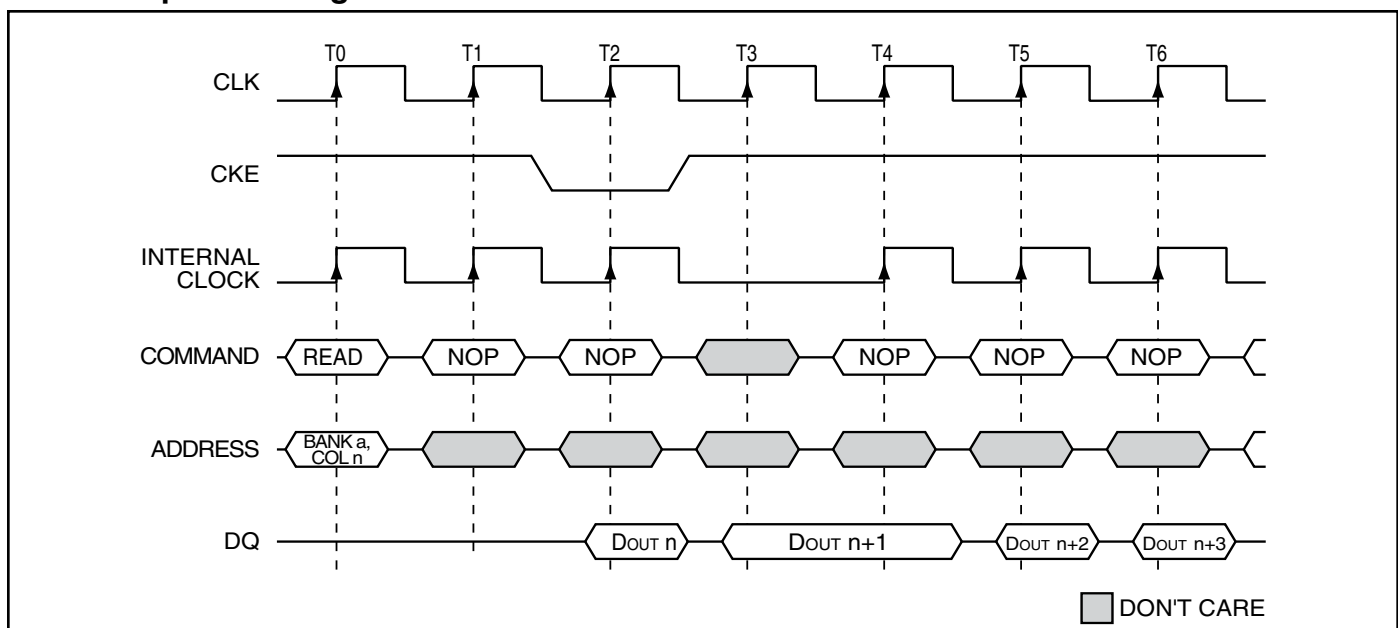 T0 T1 T2 T3 T4 T5 T6
CLK
CKE
INTERNAL
CLOCK
COMMAND READ NOP NOP NOP NOP NOP
ADDRESS BANK a,
COL n
DQ DOUT n DOUT n+1 DOUT n+2 DOUT n+3
DON'T CARE